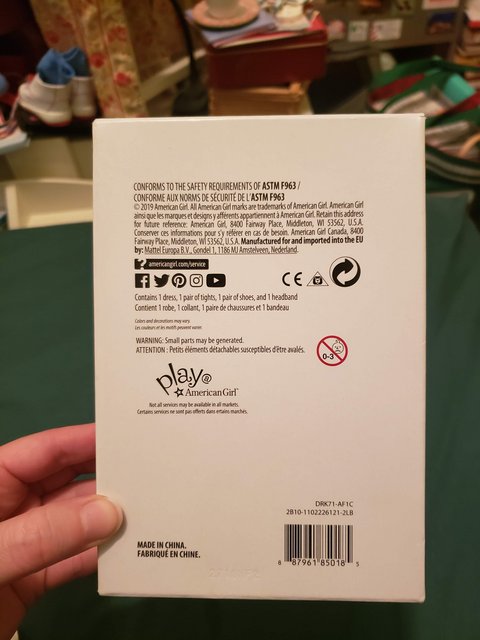 CONFORMS TO THE SAFETY REQUIREMENTS OF ASTM F963 /
CONFORME AUX NORMS DE SÉCURITÉ DE L'ASTM F963
© 2019 American Girl. All American Girl marks are trademarks of American Girl. American Girl
ainsi que les marques et designs y afférents appartiennent à American Girl. Retain this address
for future reference: American Girl, 8400 Fairway Place, Middleton, WI 53562, U.S.A.
Conserver ces informations pour s'y référer en cas de besoin. American Girl Canada, 8400
Fairway Place, Middleton, WI 53562, U.S.A. Manufactured for and imported into the EU
by: Mattel Europa B.V., Gondel 1, 1186 MJ Amstelveen, Nederland.
americangirl.com/service
CE
Contains 1 dress, 1 pair of tights, 1 pair of shoes, and 1 headband
Contient 1 robe, 1 collant, 1 paire de chaussures et 1 bandeau
Colors and decorations may vary.
Les couleurs et les motifs peuvent varier.
WARNING: Small parts may be generated.
ATTENTION : Petits éléments détachables susceptibles d'être avalés.
0-3
play@
American Girl
Not all services may be available in all markets.
Certains services ne sont pas offerts dans certains marchés.
DRK71-AF1C
2B10-1102226121-2LB
MADE IN CHINA.
FABRIQUÉ EN CHINE.
8 87961 85018 5